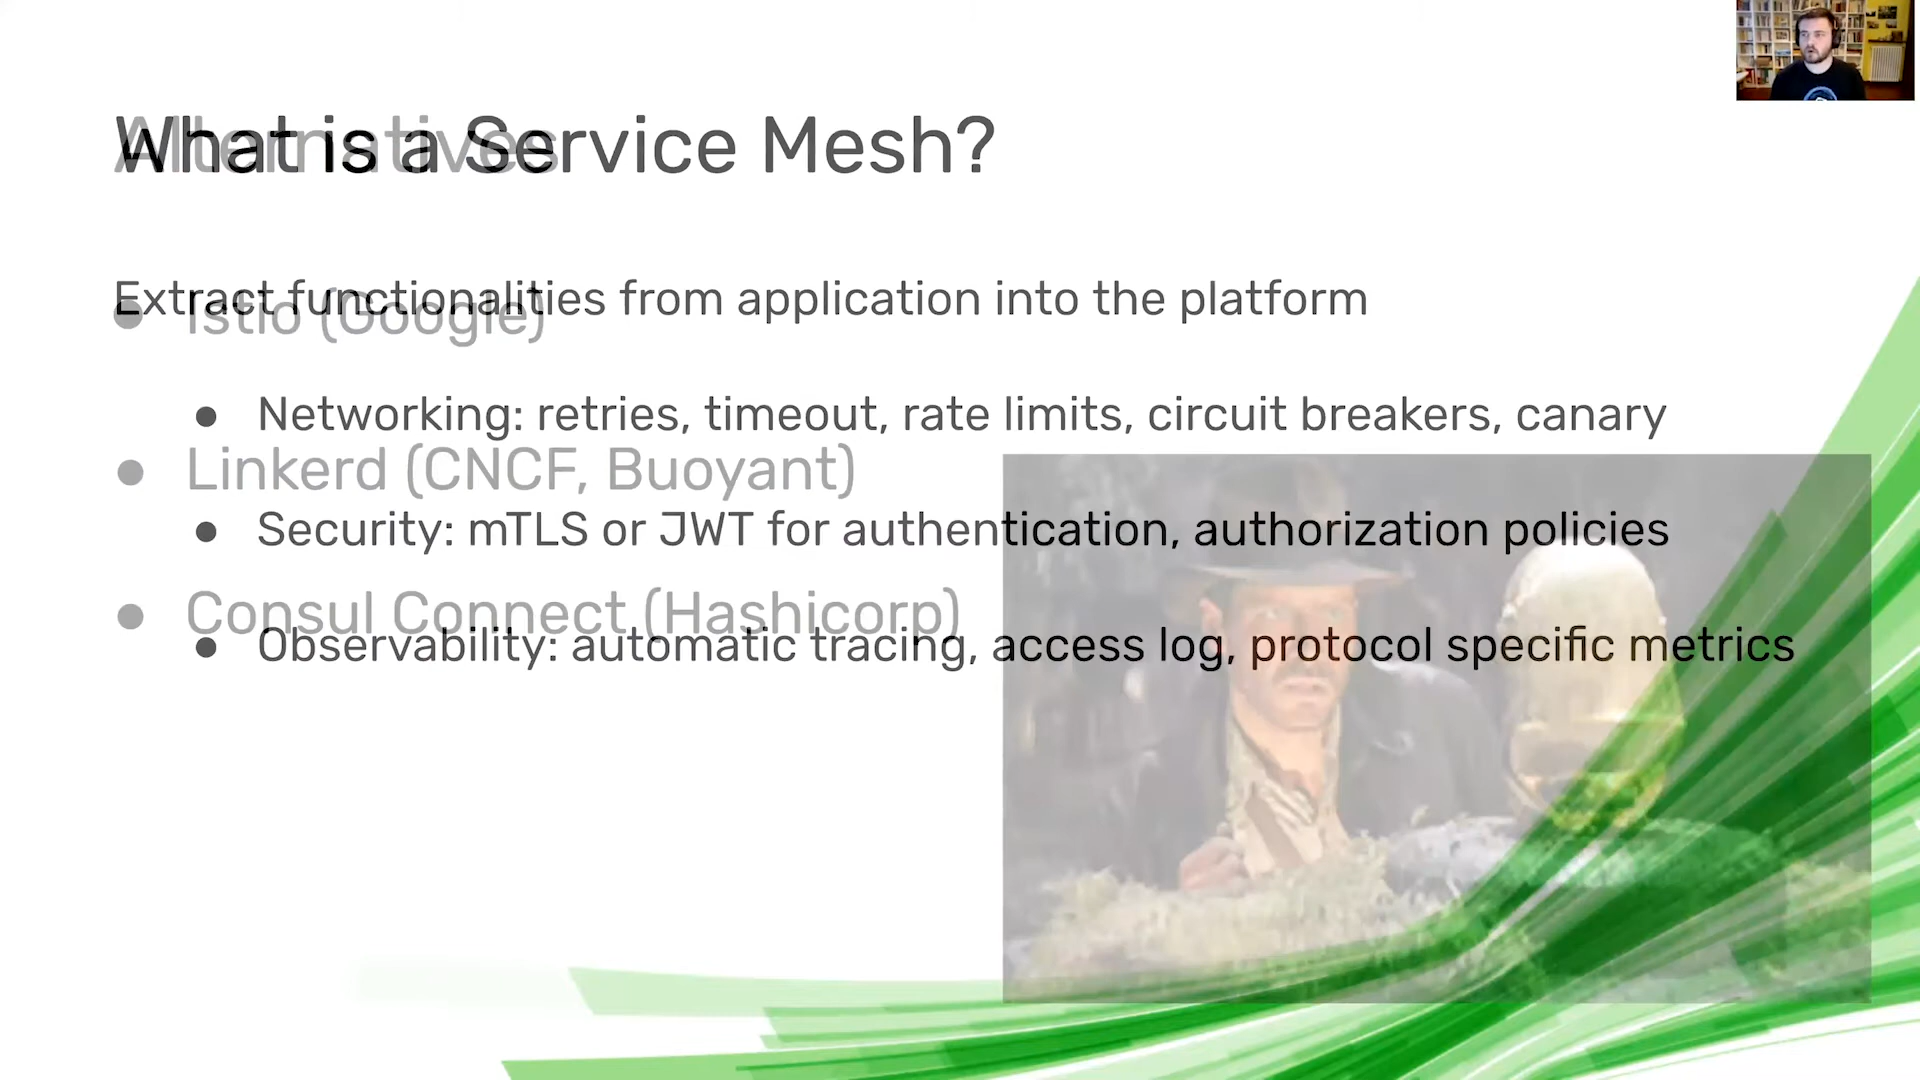 What is a Service Mesh?
Alternatives
Extract functionalities from application into the platform
● Istio (Google)
● Networking: retries, timeout, rate limits, circuit breakers, canary
● Linkerd (CNCF, Buoyant)
● Security: mTLS or JWT for authentication, authorization policies
● Consul Connect (Hashicorp)
● Observability: automatic tracing, access log, protocol specific metrics